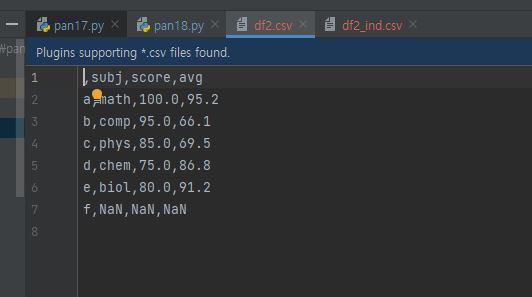 pan17.py × pan18.py × df2.csv × df2_ind.csv ×
#pan
Plugins supporting *.csv files found.
1 ,subj,score,avg
2 a,math,100.0,95.2
3 b,comp,95.0,66.1
4 c,phys,85.0,69.5
5 d,chem,75.0,86.8
6 e,biol,80.0,91.2
7 f,NaN,NaN,NaN
8